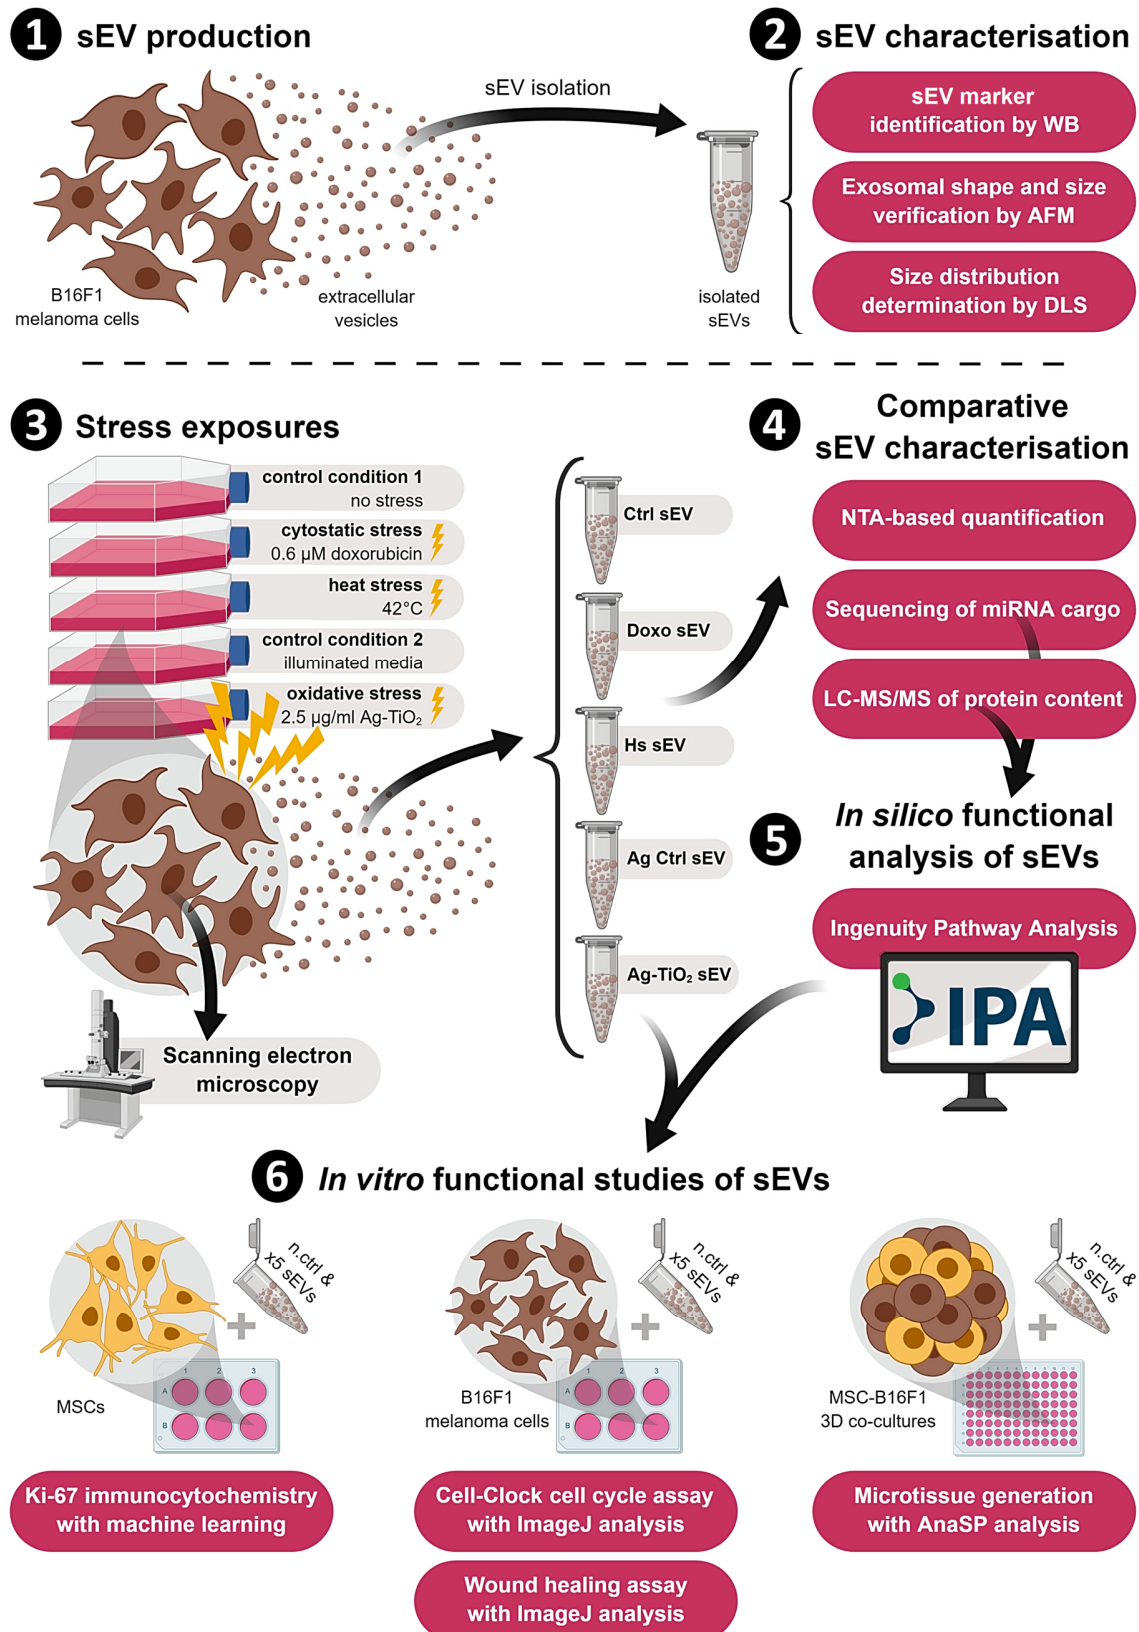 1 sEV production
sEV isolation
B16F1
melanoma cells
extracellular
vesicles
isolated
sEVs
2 sEV characterisation
sEV marker
identification by WB
Exosomal shape and size
verification by AFM
Size distribution
determination by DLS
3 Stress exposures
control condition 1
no stress
cytostatic stress
0.6 µM doxorubicin
heat stress
42°C
control condition 2
illuminated media
oxidative stress
2.5 µg/ml Ag-TiO₂
Scanning electron
microscopy
Ctrl sEV
Doxo sEV
Hs sEV
Ag Ctrl sEV
Ag-TiO₂ sEV
4 Comparative
sEV characterisation
NTA-based quantification
Sequencing of miRNA cargo
LC-MS/MS of protein content
5 In silico functional
analysis of sEVs
Ingenuity Pathway Analysis
IPA
6 In vitro functional studies of sEVs
n.ctrl &
x5 sEVs
MSCs
1 2 3
A
B
Ki-67 immunocytochemistry
with machine learning
n.ctrl &
x5 sEVs
B16F1
melanoma cells
1 2 3
A
B
Cell-Clock cell cycle assay
with ImageJ analysis
Wound healing assay
with ImageJ analysis
n.ctrl &
x5 sEVs
MSC-B16F1
3D co-cultures
Microtissue generation
with AnaSP analysis